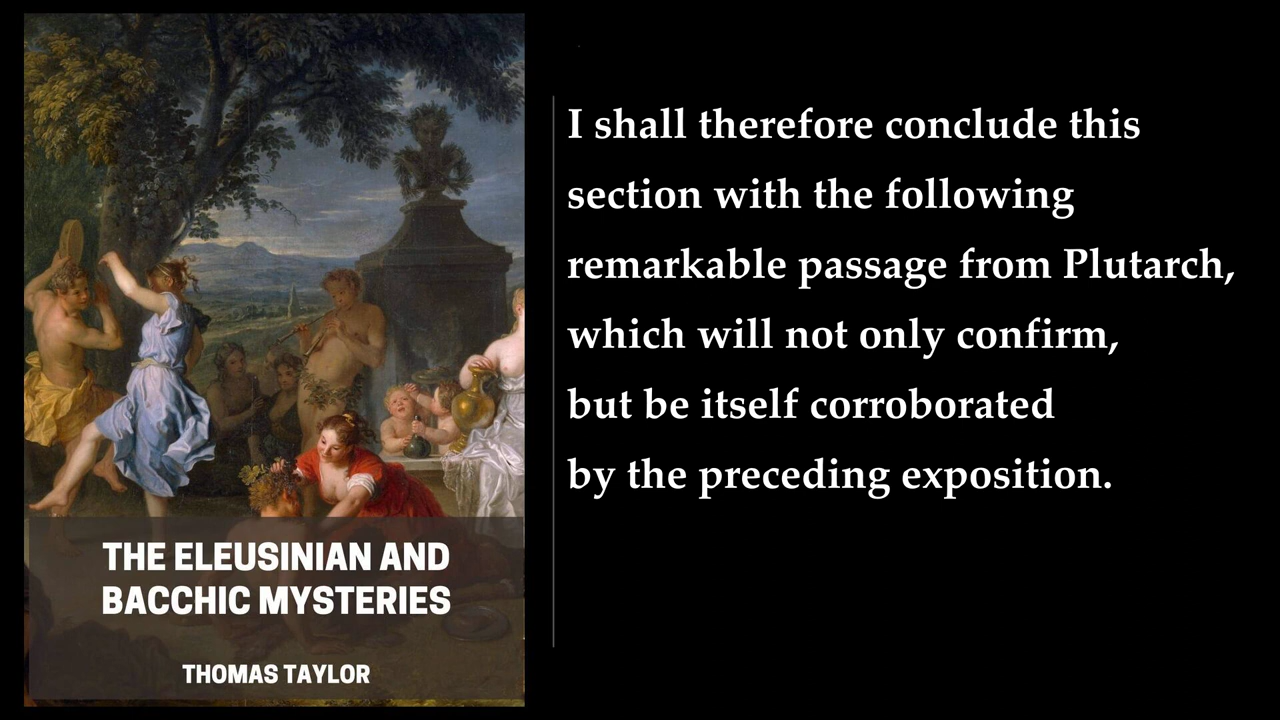 I shall therefore conclude this
section with the following
remarkable passage from Plutarch,
which will not only confirm,
but be itself corroborated
by the preceding exposition.
THE ELEUSINIAN AND
BACCHIC MYSTERIES
THOMAS TAYLOR